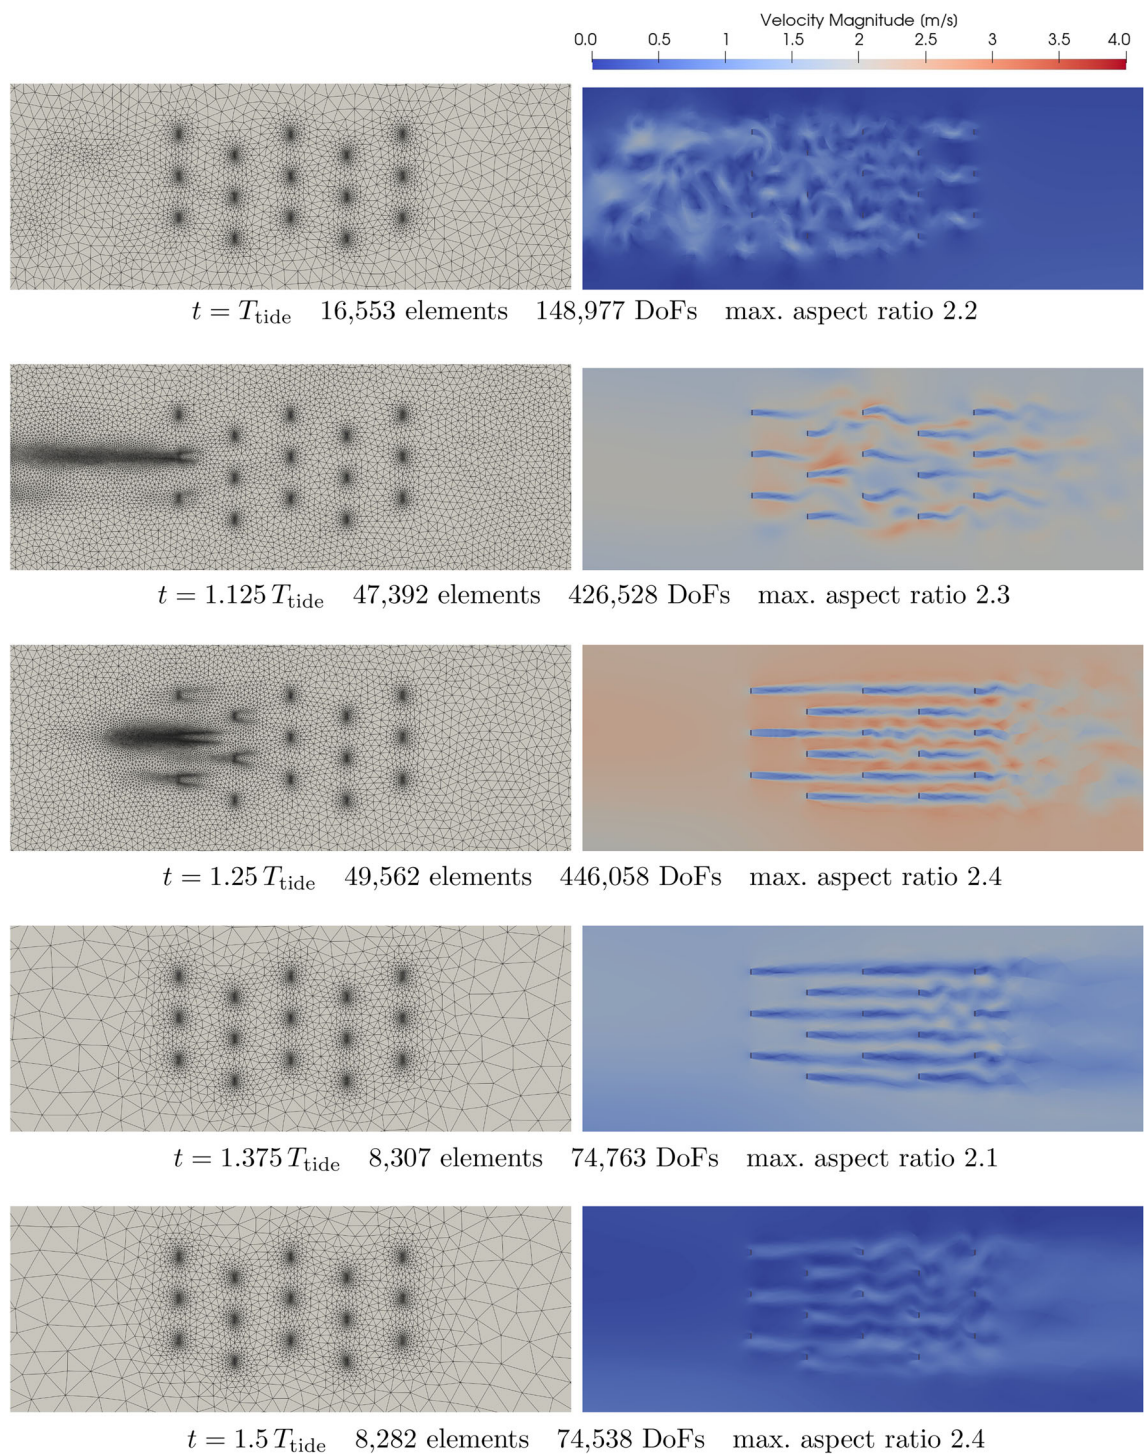 Velocity Magnitude [m/s]
0.0 0.5 1 1.5 2 2.5 3 3.5 4.0
t = T_tide 16,553 elements 148,977 DoFs max. aspect ratio 2.2
t = 1.125 T_tide 47,392 elements 426,528 DoFs max. aspect ratio 2.3
t = 1.25 T_tide 49,562 elements 446,058 DoFs max. aspect ratio 2.4
t = 1.375 T_tide 8,307 elements 74,763 DoFs max. aspect ratio 2.1
t = 1.5 T_tide 8,282 elements 74,538 DoFs max. aspect ratio 2.4